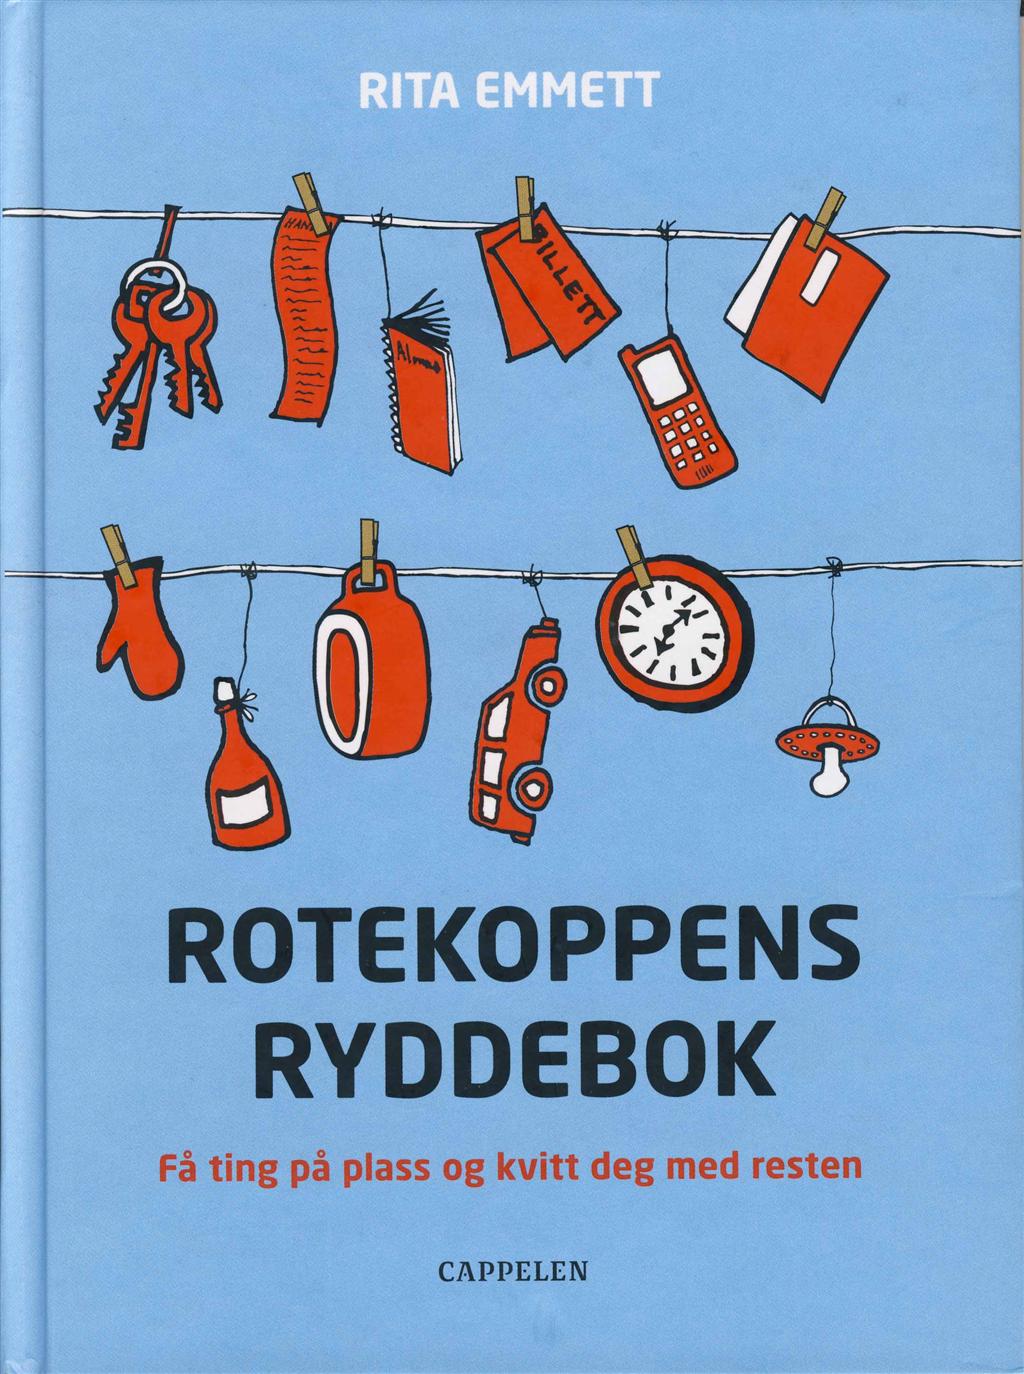 RITA EMMETT
BILLETT
ROTEKOPPENS
RYDDEBOK
Få ting på plass og kvitt deg med resten
CAPPELEN